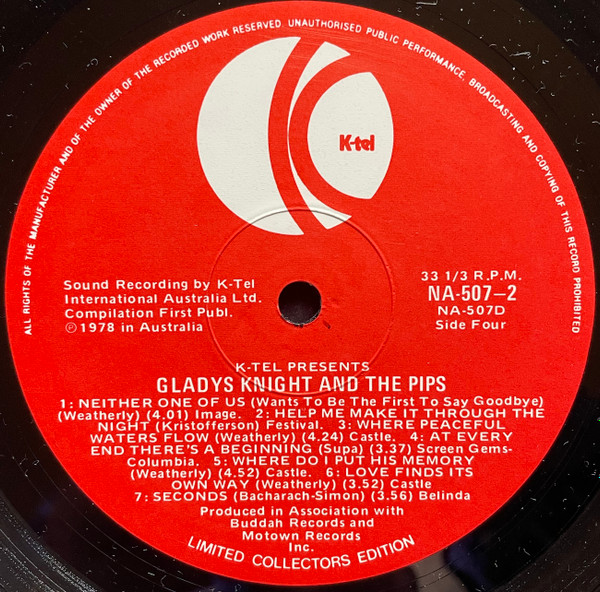 ALL RIGHTS OF THE MANUFACTURER AND OF THE OWNER OF THE RECORDED WORK RESERVED. UNAUTHORISED PUBLIC PERFORMANCE, BROADCASTING AND COPYING OF THIS RECORD PROHIBITED
K-tel
Sound Recording by K-Tel
International Australia Ltd.
Compilation First Publ.
℗ 1978 in Australia
33 1/3 R.P.M.
NA-507-2
NA-507D
Side Four
K-TEL PRESENTS
GLADYS KNIGHT AND THE PIPS
1: NEITHER ONE OF US (Wants To Be The First To Say Goodbye)
(Weatherly) (4.01) Image. 2: HELP ME MAKE IT THROUGH THE
NIGHT (Kristofferson) Festival. 3: WHERE PEACEFUL
WATERS FLOW (Weatherly) (4.24) Castle. 4: AT EVERY
END THERE'S A BEGINNING (Supa) (3.37) Screen Gems-
Columbia. 5: WHERE DO I PUT HIS MEMORY
(Weatherly) (4.52) Castle. 6: LOVE FINDS ITS
OWN WAY (Weatherly) (3.52) Castle
7: SECONDS (Bacharach-Simon) (3.56) Belinda
Produced in Association with
Buddah Records and
Motown Records
Inc.
LIMITED COLLECTORS EDITION